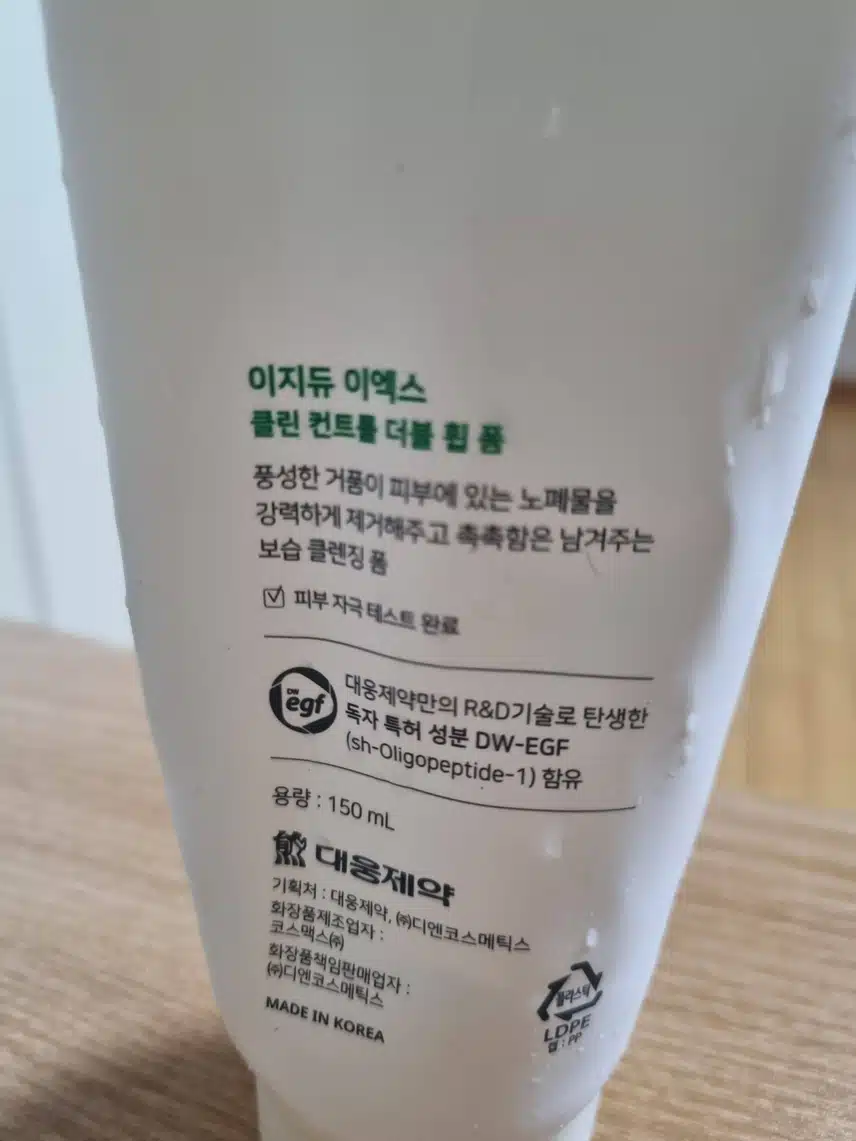 이지듀 이엑스
클린 컨트롤 더블 휩 폼
풍성한 거품이 피부에 있는 노폐물을
강력하게 제거해주고 촉촉함은 남겨주는
보습 클렌징 폼
피부 자극 테스트 완료
DW
egf
대웅제약만의 R&D기술로 탄생한
독자 특허 성분 DW-EGF
(sh-Oligopeptide-1) 함유
용량 : 150 mL
대웅제약
기획처 : 대웅제약, ㈜디엔코스메틱스
화장품제조업자 :
코스맥스㈜
화장품책임판매업자 :
㈜디엔코스메틱스
MADE IN KOREA
플라스틱
LDPE
캡 : PP